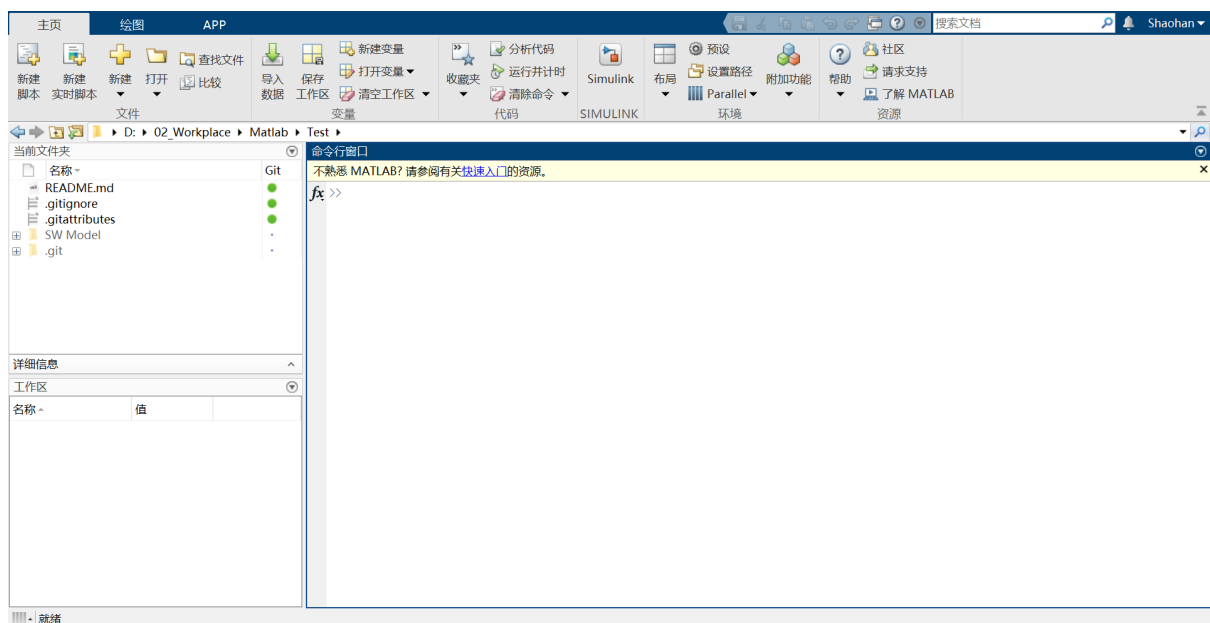 主页 绘图 APP 搜索文档 Shaohan
新建脚本 新建实时脚本 新建 打开 查找文件 比较 导入数据 保存工作区 新建变量 打开变量 清空工作区 收藏夹 分析代码 运行并计时 清除命令 Simulink 布局 预设 设置路径 Parallel 附加功能 帮助 社区 请求支持 了解 MATLAB
文件 变量 代码 SIMULINK 环境 资源
D: 02_Workplace Matlab Test
当前文件夹
名称 Git
README.md
.gitignore
.gitattributes
SW Model
.git
详细信息
工作区
名称 值
命令行窗口
不熟悉 MATLAB? 请参阅有关快速入门的资源。
fx >>
就绪